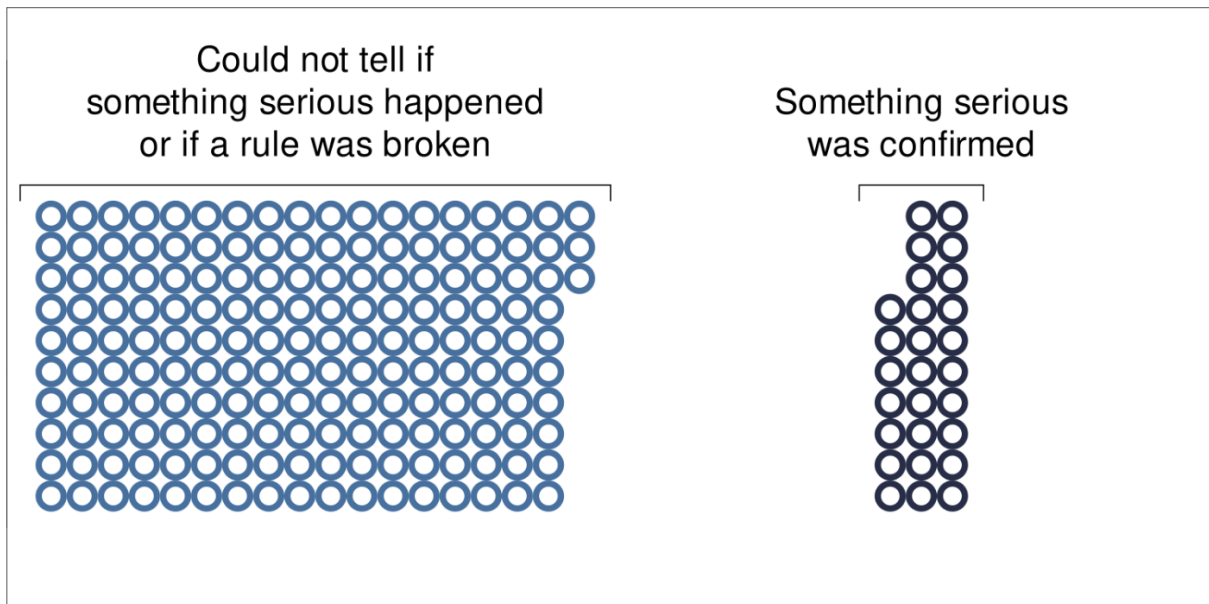 Could not tell if
something serious happened
or if a rule was broken
Something serious
was confirmed